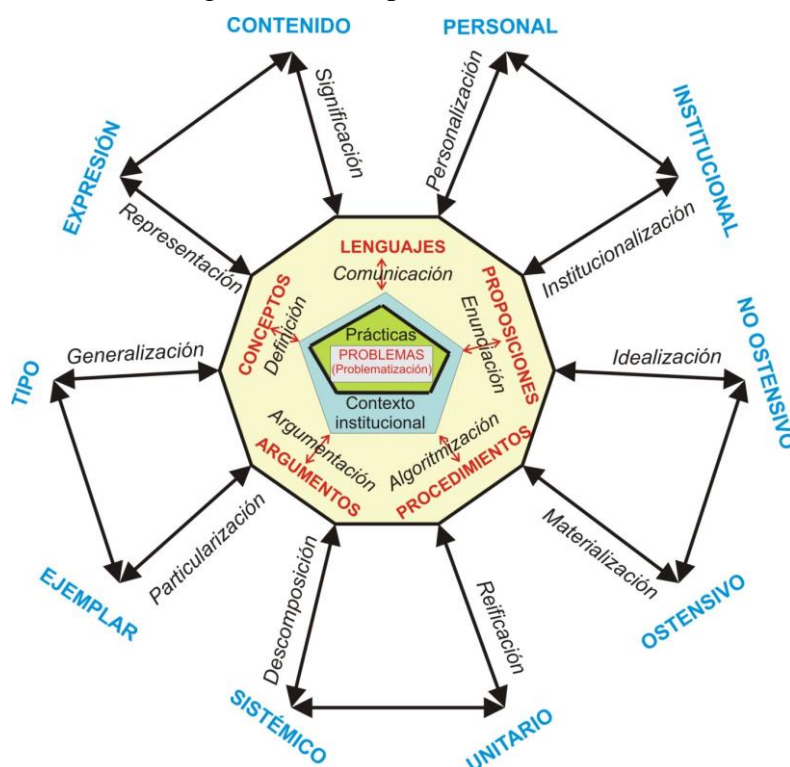 CONTENIDO
PERSONAL
Significación
Personalización
EXPRESIÓN
INSTITUCIONAL
Representación
Institucionalización
LENGUAJES
Comunicación
CONCEPTOS
Definición
PROPOSICIONES
Enunciación
Prácticas
PROBLEMAS
(Problematización)
Contexto
institucional
TIPO
Generalización
NO OSTENSIVO
Idealización
Argumentación
ARGUMENTOS
Algoritmización
PROCEDIMIENTOS
EJEMPLAR
Particularización
Materialización
OSTENSIVO
Descomposición
Reificación
SISTÉMICO
UNITARIO